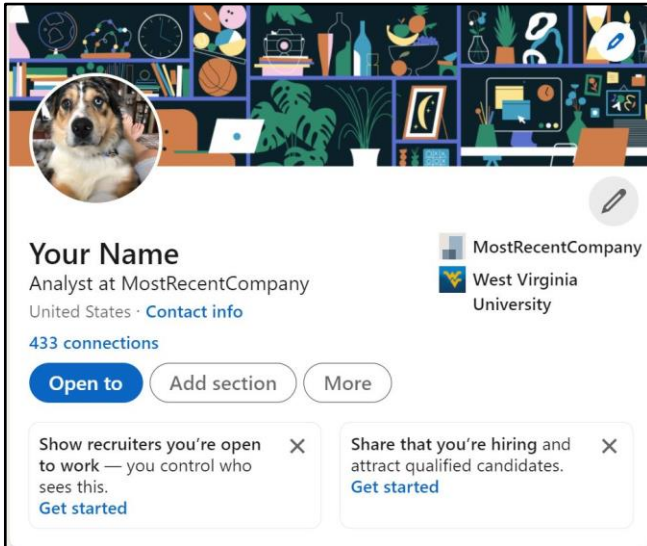 Your Name
Analyst at MostRecentCompany
United States · Contact info
433 connections
MostRecentCompany
West Virginia
University
Open to
Add section
More
Show recruiters you're open
to work — you control who
sees this.
Get started
Share that you're hiring and
attract qualified candidates.
Get started